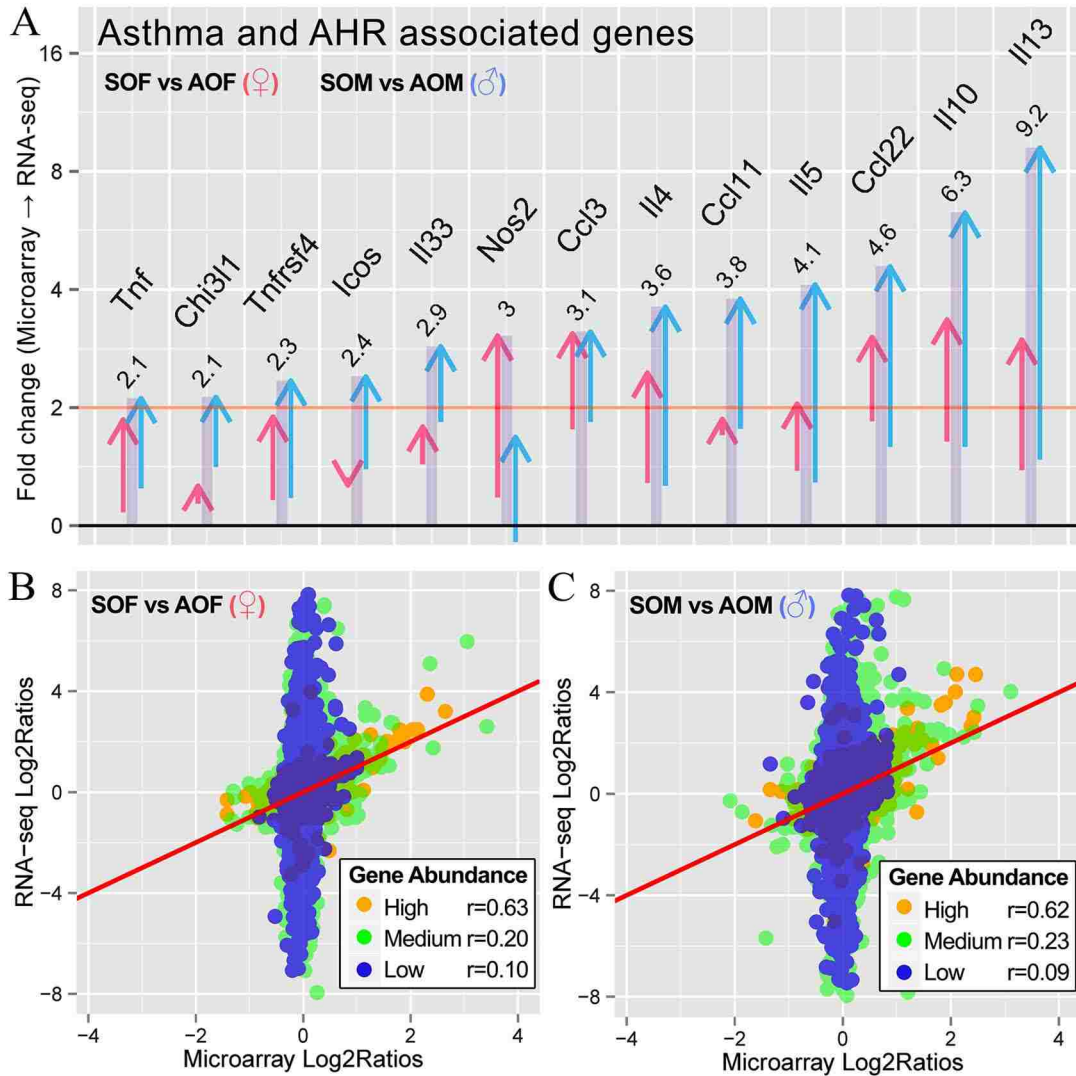 A
Asthma and AHR associated genes
SOF vs AOF (♀) SOM vs AOM (♂)
Fold change (Microarray → RNA-seq)
16
8
4
2
0
Tnf
2.1
Chi3l1
2.1
Tnfrsf4
2.3
Icos
2.4
Il33
2.9
Nos2
3
Ccl3
3.1
Il4
3.6
Ccl11
3.8
Il5
4.1
Ccl22
4.6
Il10
6.3
Il13
9.2
B
SOF vs AOF (♀)
RNA-seq Log2Ratios
8
4
0
−4
−8
Gene Abundance
High r=0.63
Medium r=0.20
Low r=0.10
−4 −2 0 2 4
Microarray Log2Ratios
C
SOM vs AOM (♂)
RNA-seq Log2Ratios
8
4
0
−4
−8
Gene Abundance
High r=0.62
Medium r=0.23
Low r=0.09
−4 −2 0 2 4
Microarray Log2Ratios